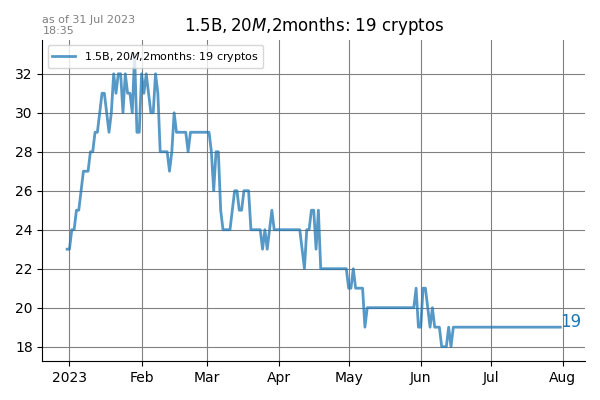 as of 31 Jul 2023
18:35
1.5B, 20M,2months: 19 cryptos
1.5B, 20M,2months: 19 cryptos
32
30
28
26
24
22
20
18
19
2023 Feb Mar Apr May Jun Jul Aug